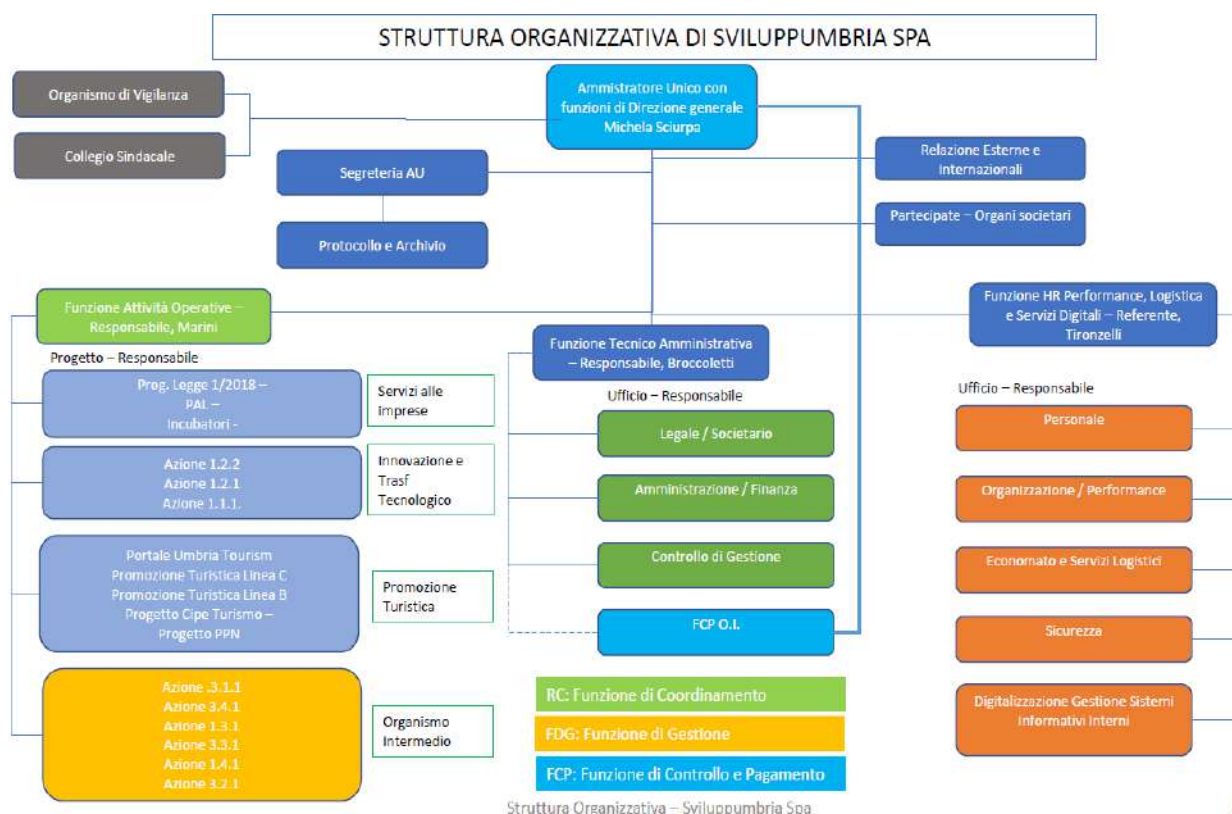 STRUTTURA ORGANIZZATIVA DI SVILUPPUMBRIA SPA
Organismo di Vigilanza
Collegio Sindacale
Ammistratore Unico con
funzioni di Direzione generale
Michela Sciurpa
Segreteria AU
Protocollo e Archivio
Relazione Esterne e
Internazionali
Partecipate – Organi societari
Funzione Attività Operative –
Responsabile, Marini
Progetto – Responsabile
Prog. Legge 1/2018 –
PAL –
Incubatori -
Servizi alle
Imprese
Azione 1.2.2
Azione 1.2.1
Azione 1.1.1.
Innovazione e
Trasf
Tecnologico
Portale Umbria Tourism
Promozione Turistica Linea C
Promozione Turistica Linea B
Progetto Cipe Turismo –
Progetto PPN
Promozione
Turistica
Azione .3.1.1
Azione 3.4.1
Azione 1.3.1
Azione 3.3.1
Azione 1.4.1
Azione 3.2.1
Organismo
Intermedio
Funzione Tecnico Amministrativa
– Responsabile, Broccoletti
Ufficio – Responsabile
Legale / Societario
Amministrazione / Finanza
Controllo di Gestione
FCP O.I.
RC: Funzione di Coordinamento
FDG: Funzione di Gestione
FCP: Funzione di Controllo e Pagamento
Funzione HR Performance, Logistica
e Servizi Digitali – Referente,
Tironzelli
Ufficio – Responsabile
Personale
Organizzazione / Performance
Economato e Servizi Logistici
Sicurezza
Digitalizzazione Gestione Sistemi
Informativi Interni
Struttura Organizzativa – Sviluppumbria Spa